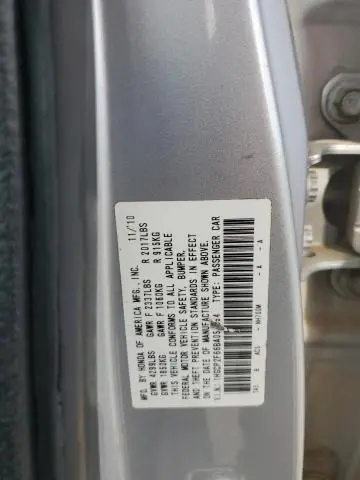 MFD. BY HONDA OF AMERICA MFG., INC. 11/10
GVWR 4299LBS GAWR F 2337LBS R 2017LBS
GVWR 1950KG GAWR F 1060KG R 915KG
THIS VEHICLE CONFORMS TO ALL APPLICABLE
FEDERAL MOTOR VEHICLE SAFETY, BUMPER,
AND THEFT PREVENTION STANDARDS IN EFFECT
ON THE DATE OF MANUFACTURE SHOWN ABOVE.
V.I.N.: TYPE: PASSENGER CAR
NH700M A - A